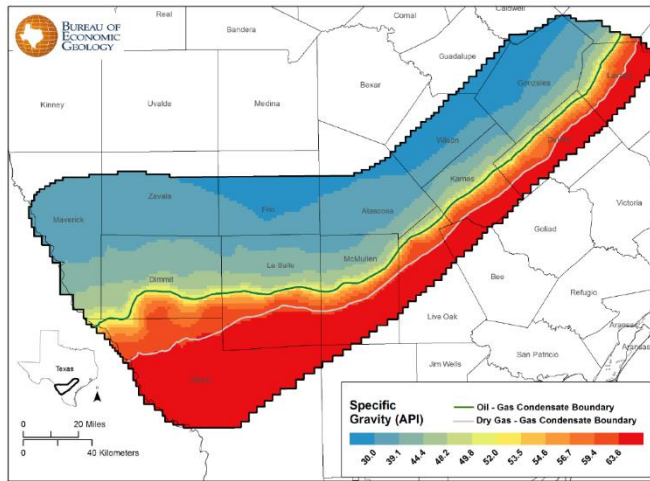 BUREAU OF
ECONOMIC
GEOLOGY
Real
Bandera
Comal
Caldwell
Guadalupe
Gonzales
Lavaca
Kinney
Uvalde
Medina
Bexar
Wilson
DeWitt
Maverick
Zavala
Frio
Atascosa
Karnes
Victoria
Goliad
Dimmit
La Salle
McMullen
Bee
Refugio
Live Oak
Aransas
Aransas
Webb
Jim Wells
San Patricio
Texas
0 20 Miles
0 40 Kilometers
Specific
Gravity (API)
Oil - Gas Condensate Boundary
Dry Gas - Gas Condensate Boundary
30.0 39.1 44.4 48.2 49.8 52.0 53.5 54.6 56.7 59.4 63.6